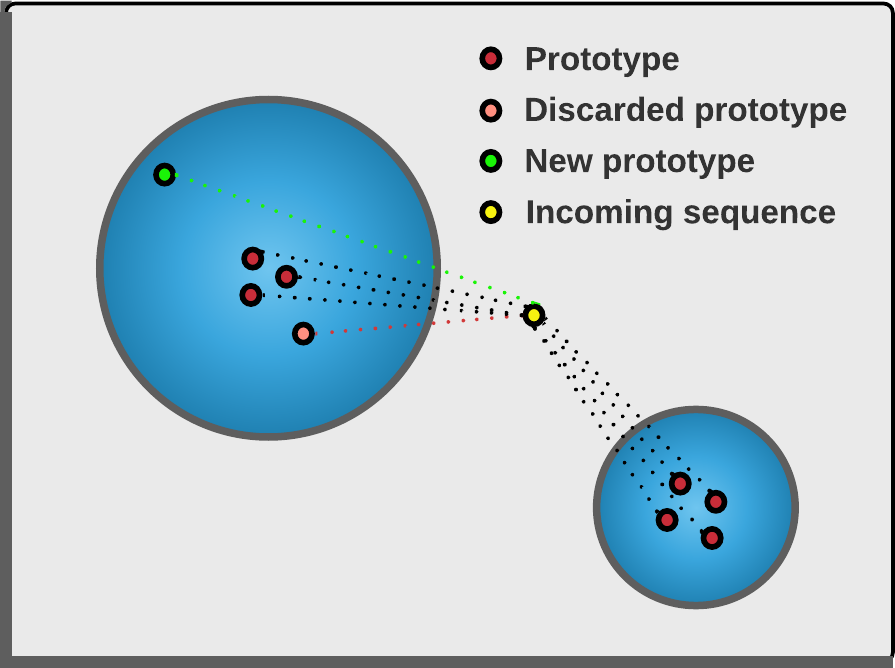 Prototype
Discarded prototype
New prototype
Incoming sequence